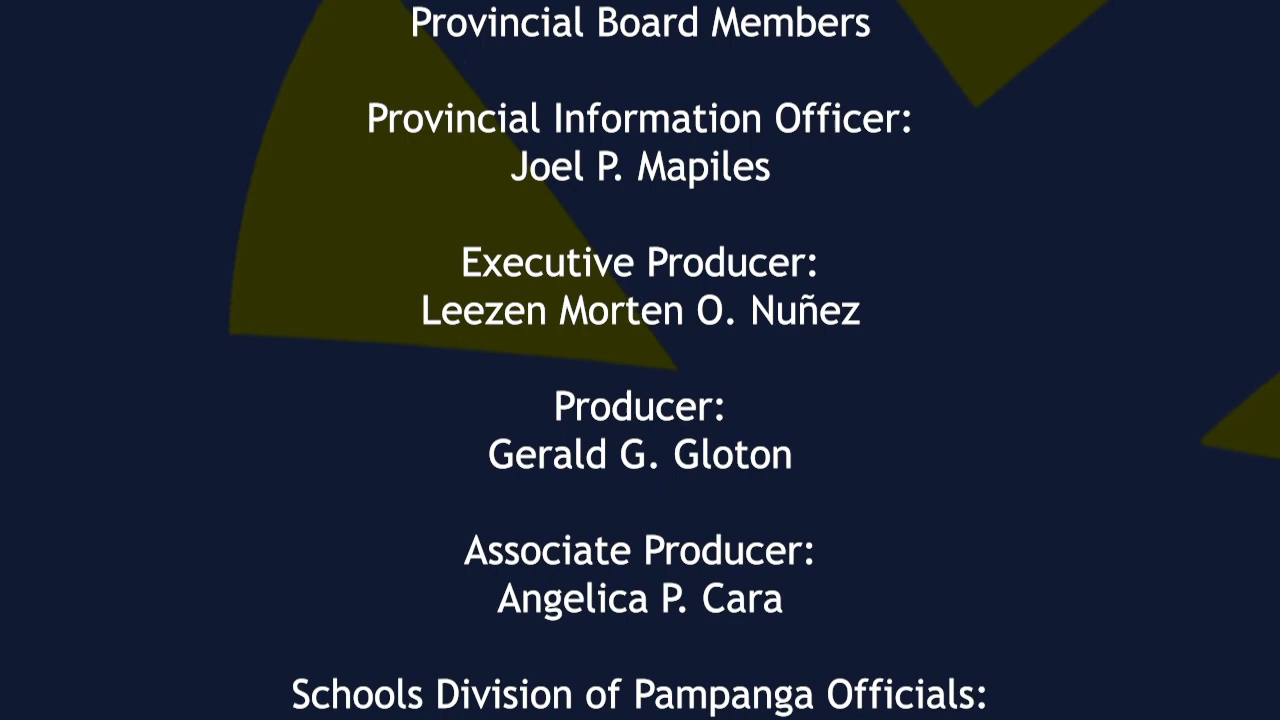 Provincial Board Members
Provincial Information Officer:
Joel P. Mapiles
Executive Producer:
Leezen Morten O. Nuñez
Producer:
Gerald G. Gloton
Associate Producer:
Angelica P. Cara
Schools Division of Pampanga Officials: